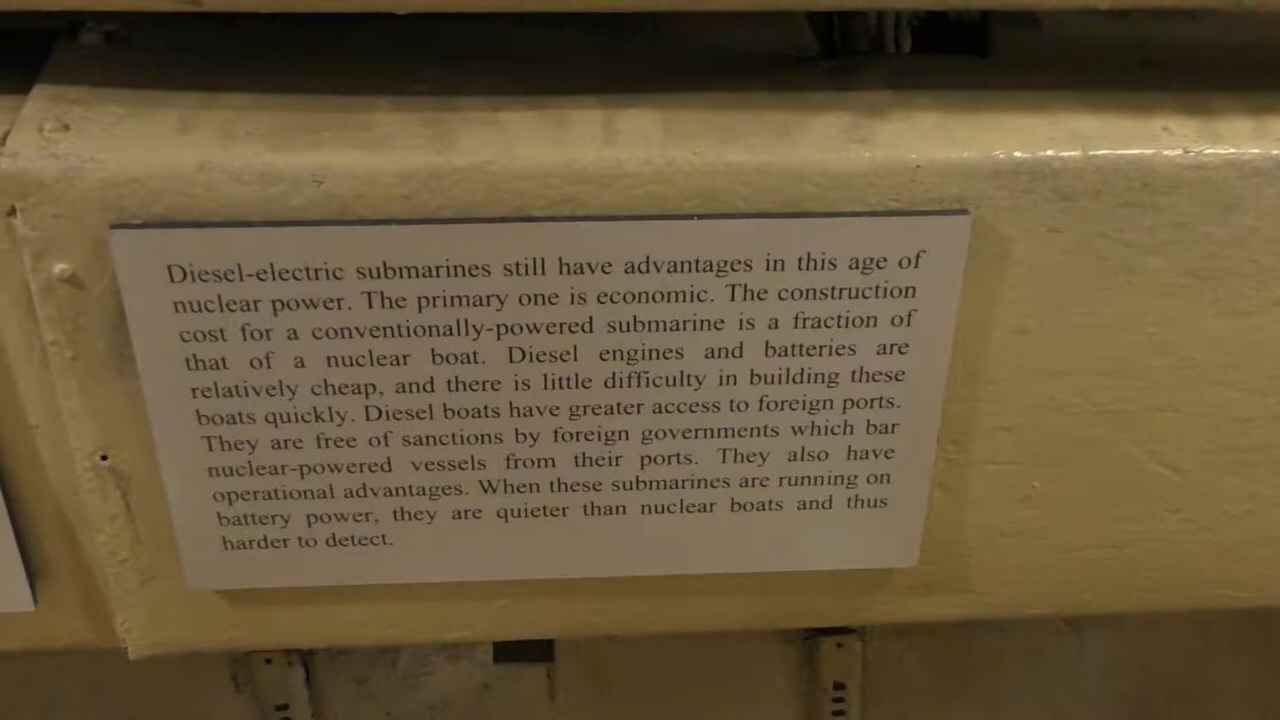 Diesel-electric submarines still have advantages in this age of
nuclear power. The primary one is economic. The construction
cost for a conventionally-powered submarine is a fraction of
that of a nuclear boat. Diesel engines and batteries are
relatively cheap, and there is little difficulty in building these
boats quickly. Diesel boats have greater access to foreign ports.
They are free of sanctions by foreign governments which bar
nuclear-powered vessels from their ports. They also have
operational advantages. When these submarines are running on
battery power, they are quieter than nuclear boats and thus
harder to detect.